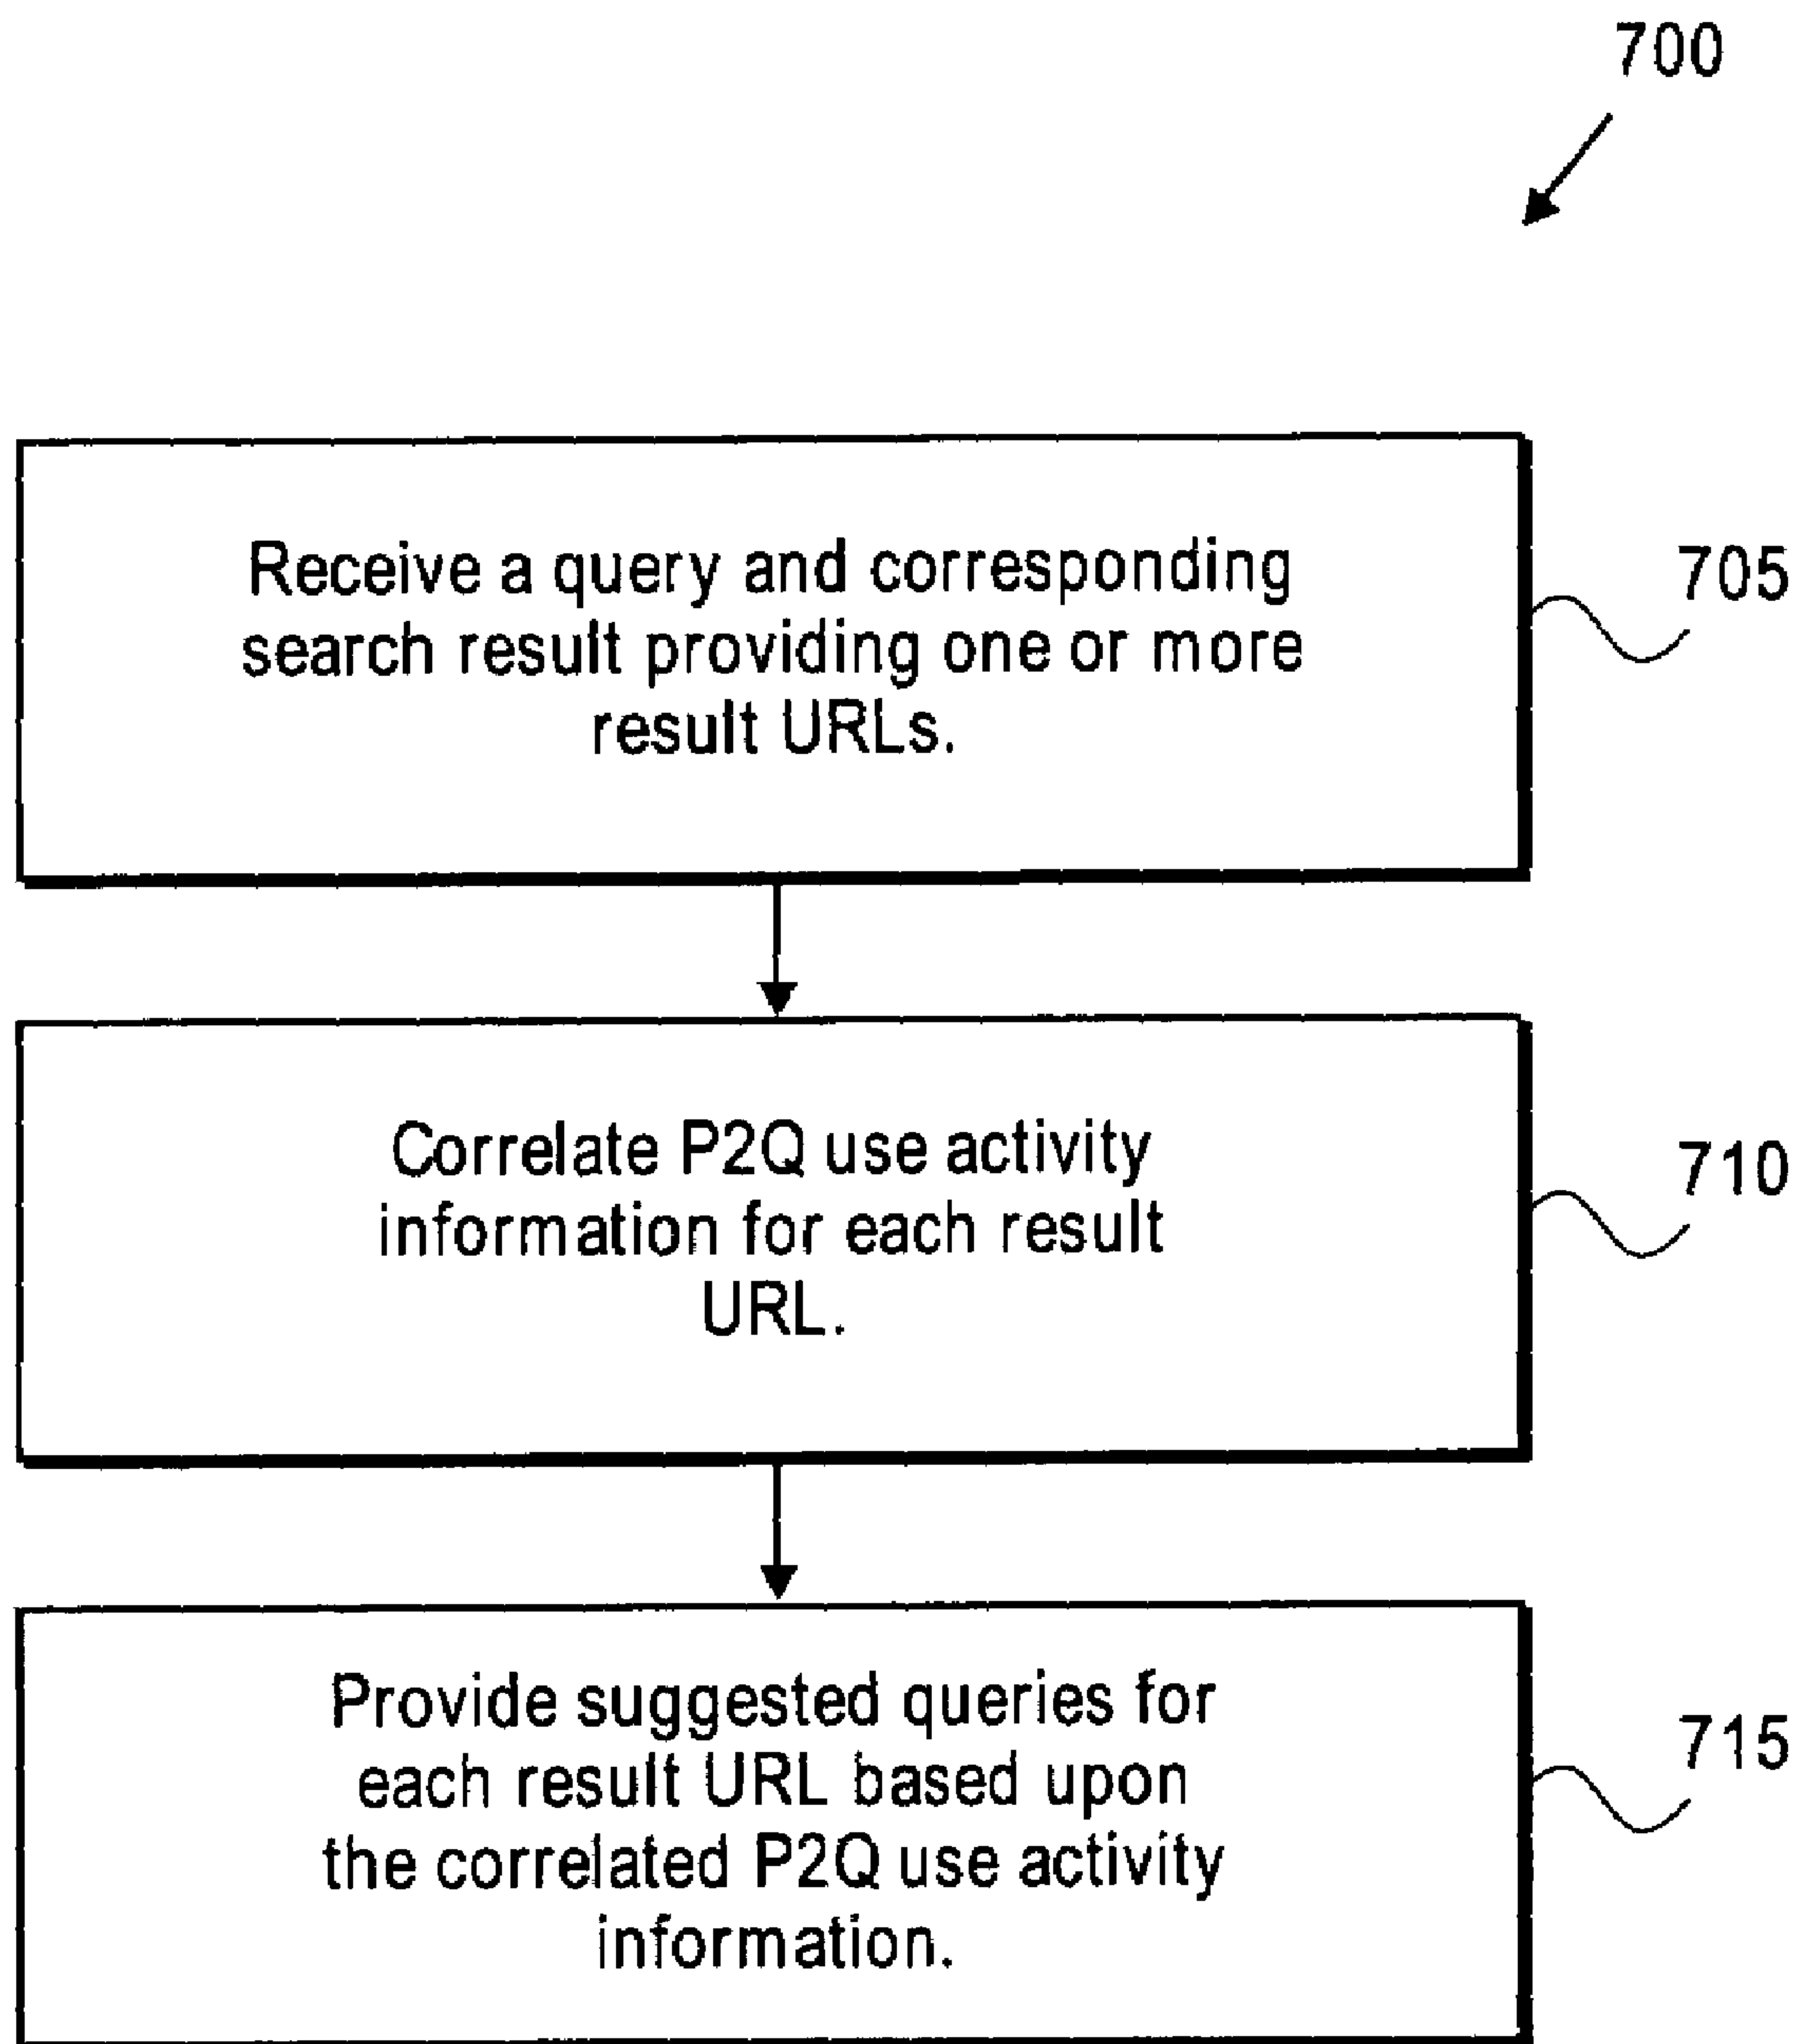 700
Receive a query and corresponding
search result providing one or more
result URLs.
705
Correlate P2Q use activity
information for each result
URL.
710
Provide suggested queries for
each result URL based upon
the correlated P2Q use activity
information.
715